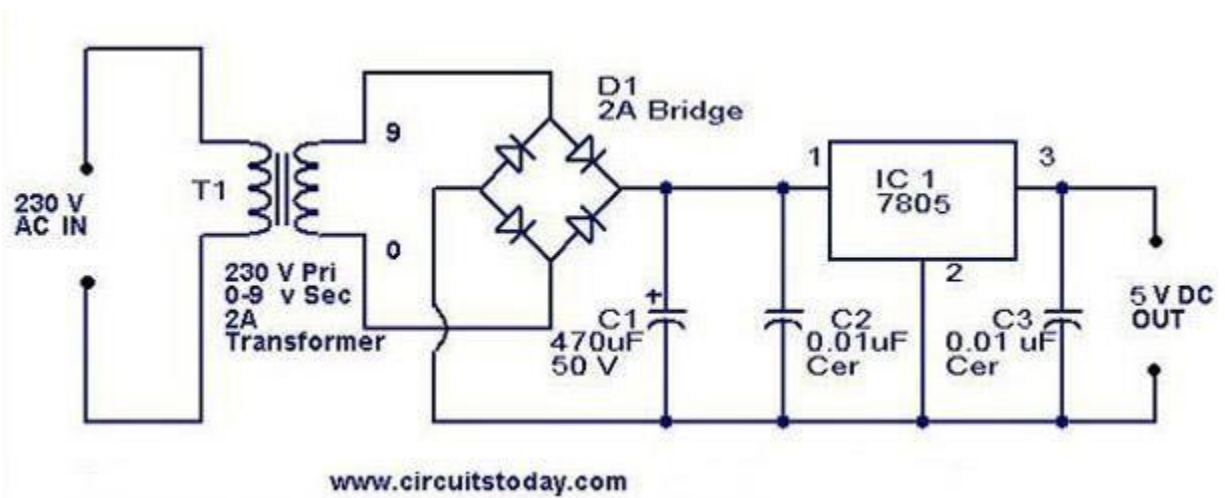 D1
2A Bridge
9
1
3
IC 1
7805
T1
230 V
AC IN
0
2
230 V Pri
0-9 v Sec
2A
Transformer
+
C1
470uF
50 V
C2
0.01uF
Cer
C3
0.01 uF
Cer
5 V DC
OUT
www.circuitstoday.com